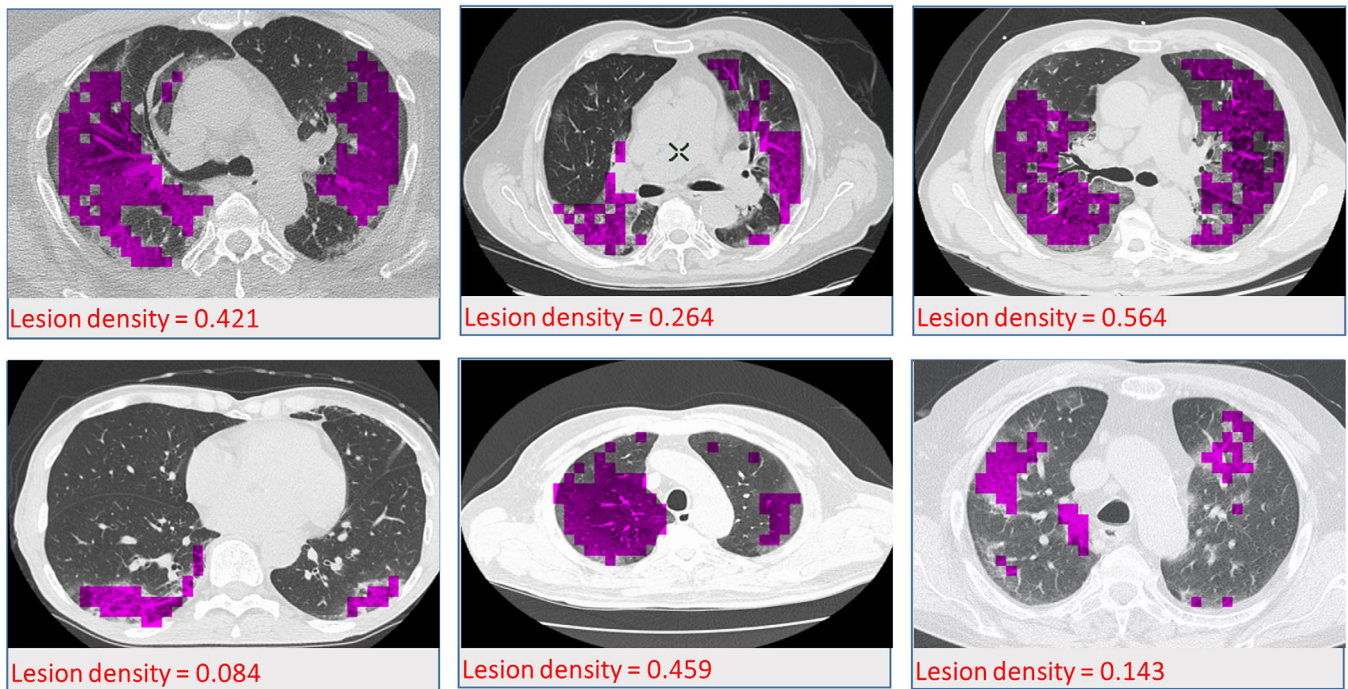 Lesion density = 0.421
Lesion density = 0.264
Lesion density = 0.564
Lesion density = 0.084
Lesion density = 0.459
Lesion density = 0.143